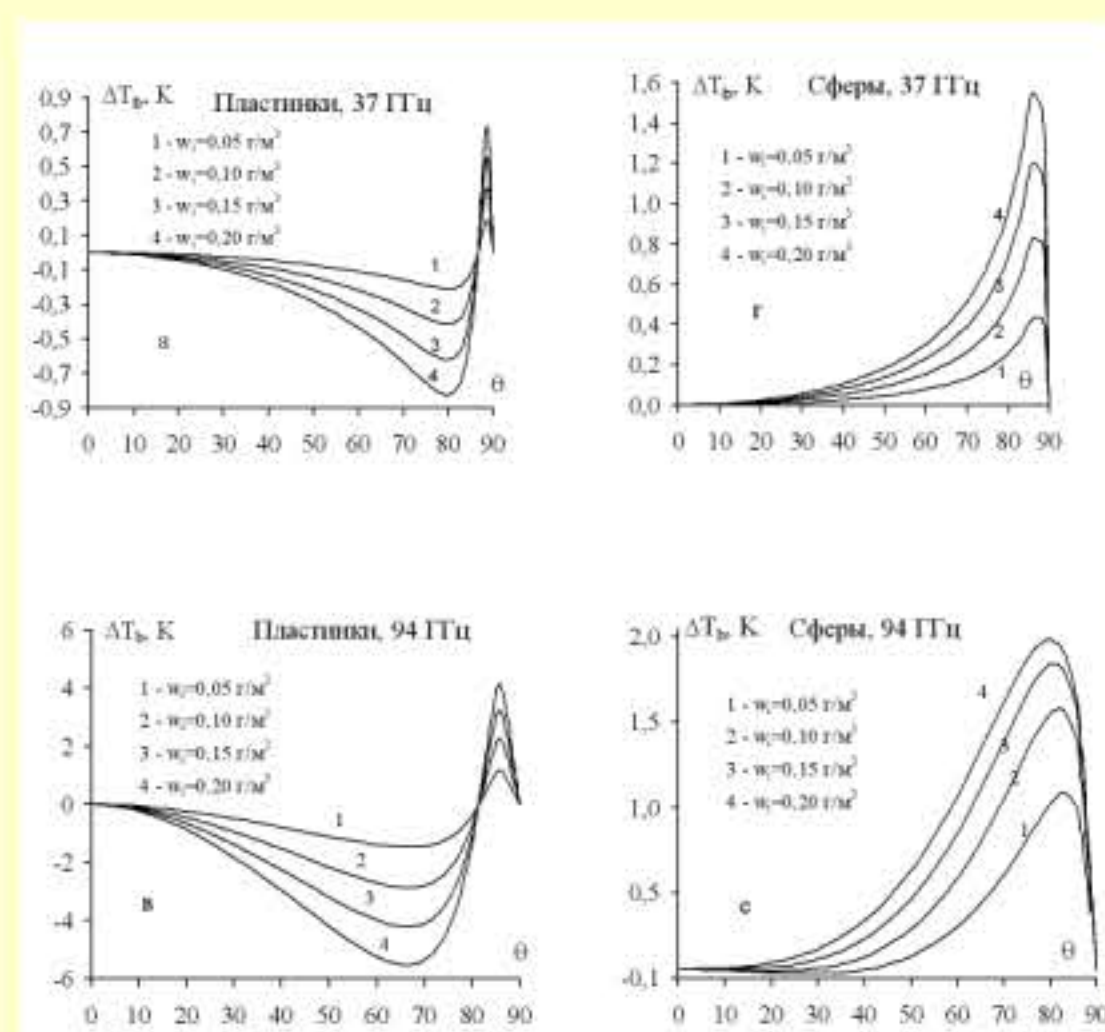 ΔTь, K Пластинки, 37 ГГц
0,9
0,7
0,5
0,3
0,1
-0,1
-0,3
-0,5
-0,7
-0,9
1 - wᵢ=0,05 г/м²
2 - wᵢ=0,10 г/м²
3 - wᵢ=0,15 г/м²
4 - wᵢ=0,20 г/м²
1
2
3
4
θ
0 10 20 30 40 50 60 70 80 90
ΔTь, K Сферы, 37 ГГц
1,6
1,4
1,2
1,0
0,8
0,6
0,4
0,2
0,0
1 - wᵢ=0,05 г/м²
2 - wᵢ=0,10 г/м²
3 - wᵢ=0,15 г/м²
4 - wᵢ=0,20 г/м²
г
4
3
2
1
θ
0 10 20 30 40 50 60 70 80 90
ΔTь, K Пластинки, 94 ГГц
6
4
2
0
-2
-4
-6
1 - wᵢ=0,05 г/м²
2 - wᵢ=0,10 г/м²
3 - wᵢ=0,15 г/м²
4 - wᵢ=0,20 г/м²
1
2
3
4
в
θ
0 10 20 30 40 50 60 70 80 90
ΔTь, K Сферы, 94 ГГц
2,0
1,5
1,0
0,5
-0,1
1 - wᵢ=0,05 г/м²
2 - wᵢ=0,10 г/м²
3 - wᵢ=0,15 г/м²
4 - wᵢ=0,20 г/м²
4
3
2
1
е
θ
0 10 20 30 40 50 60 70 80 90